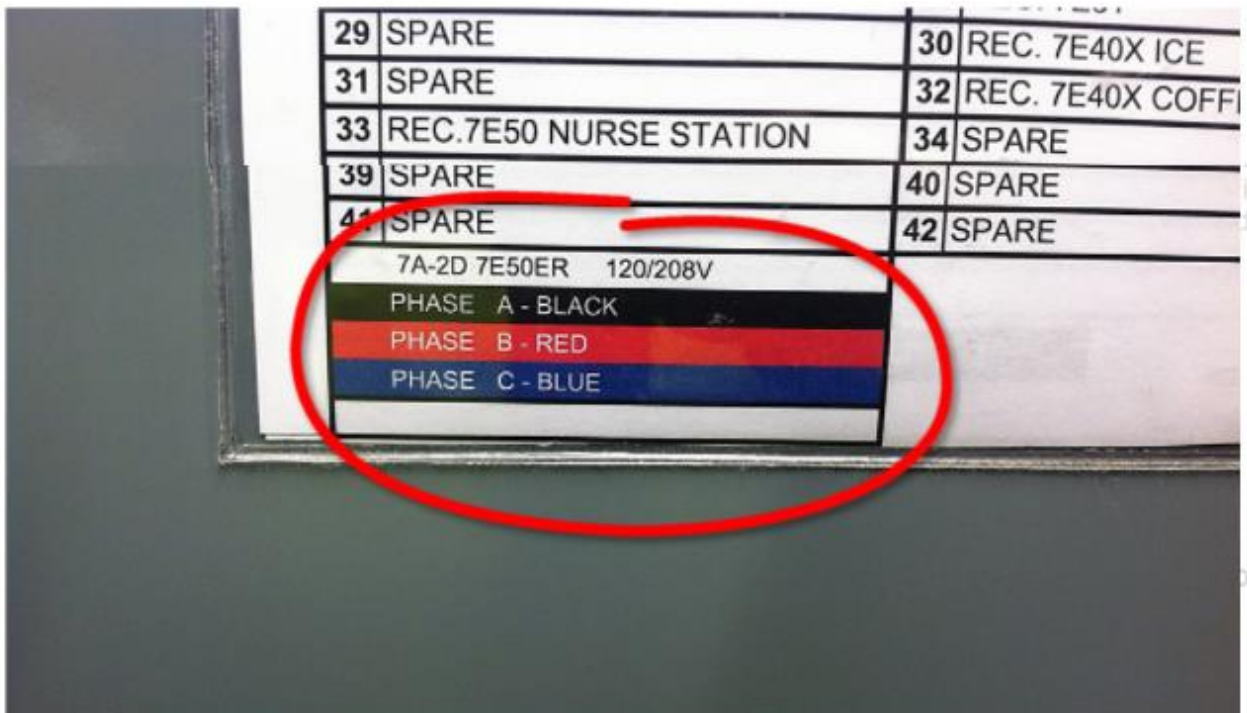 29 SPARE
30 REC. 7E40X ICE
31 SPARE
32 REC. 7E40X COFF
33 REC.7E50 NURSE STATION
34 SPARE
39 SPARE
40 SPARE
41 SPARE
42 SPARE
7A-2D 7E50ER 120/208V
PHASE A - BLACK
PHASE B - RED
PHASE C - BLUE